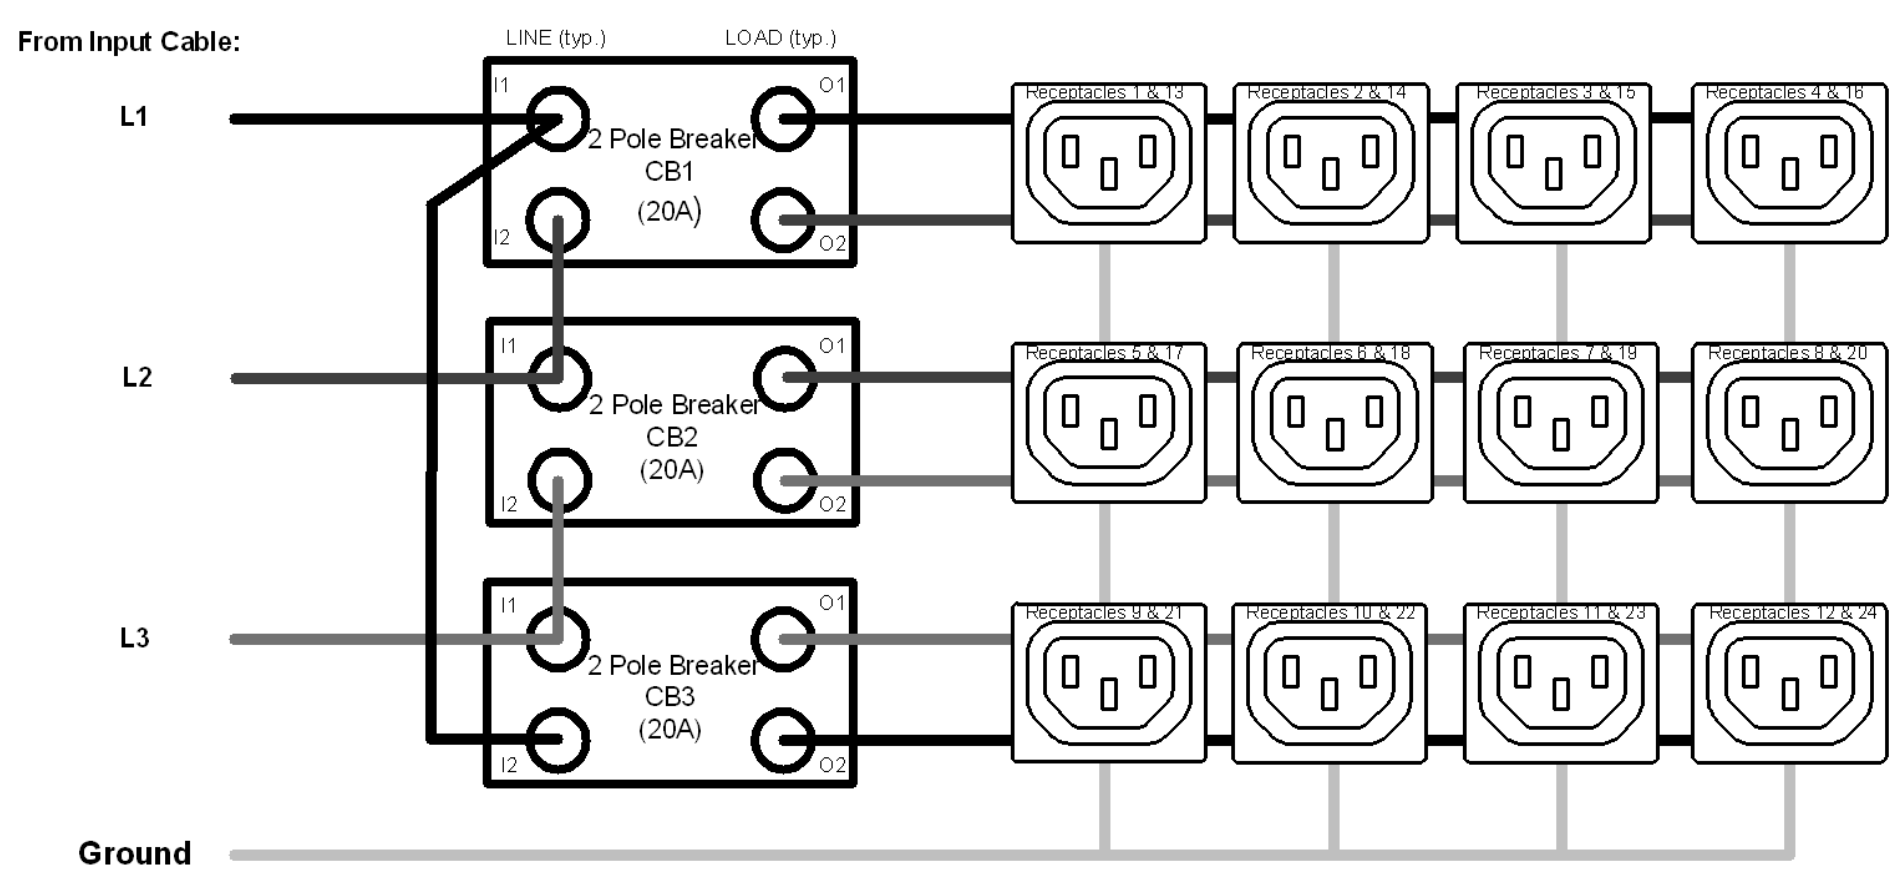 From Input Cable:
LINE (typ.)
LOAD (typ.)
L1
I1
O1
2 Pole Breaker
CB1
(20A)
I2
O2
Receptacles 1 & 13
Receptacles 2 & 14
Receptacles 3 & 15
Receptacles 4 & 16
L2
I1
O1
2 Pole Breaker
CB2
(20A)
I2
O2
Receptacles 5 & 17
Receptacles 6 & 18
Receptacles 7 & 19
Receptacles 8 & 20
L3
I1
O1
2 Pole Breaker
CB3
(20A)
I2
O2
Receptacles 9 & 21
Receptacles 10 & 22
Receptacles 11 & 23
Receptacles 12 & 24
Ground